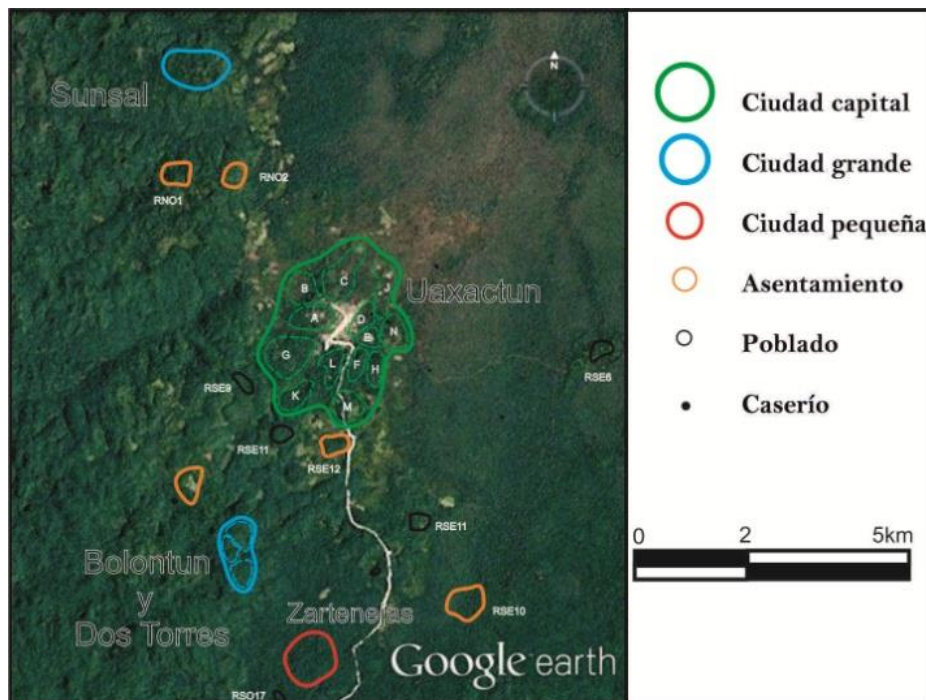 N
Sunsal
RNO1
RNO2
Uaxactun
B
C
J
A
D
N
B
G
L
F
H
K
M
RSE9
RSE6
RSE11
RSE12
RSE11
Bolontun
y
Dos Torres
Zartenejas
RSE10
RSO17
Google earth
Ciudad capital
Ciudad grande
Ciudad pequeña
Asentamiento
Poblado
Caserío
0 2 5km